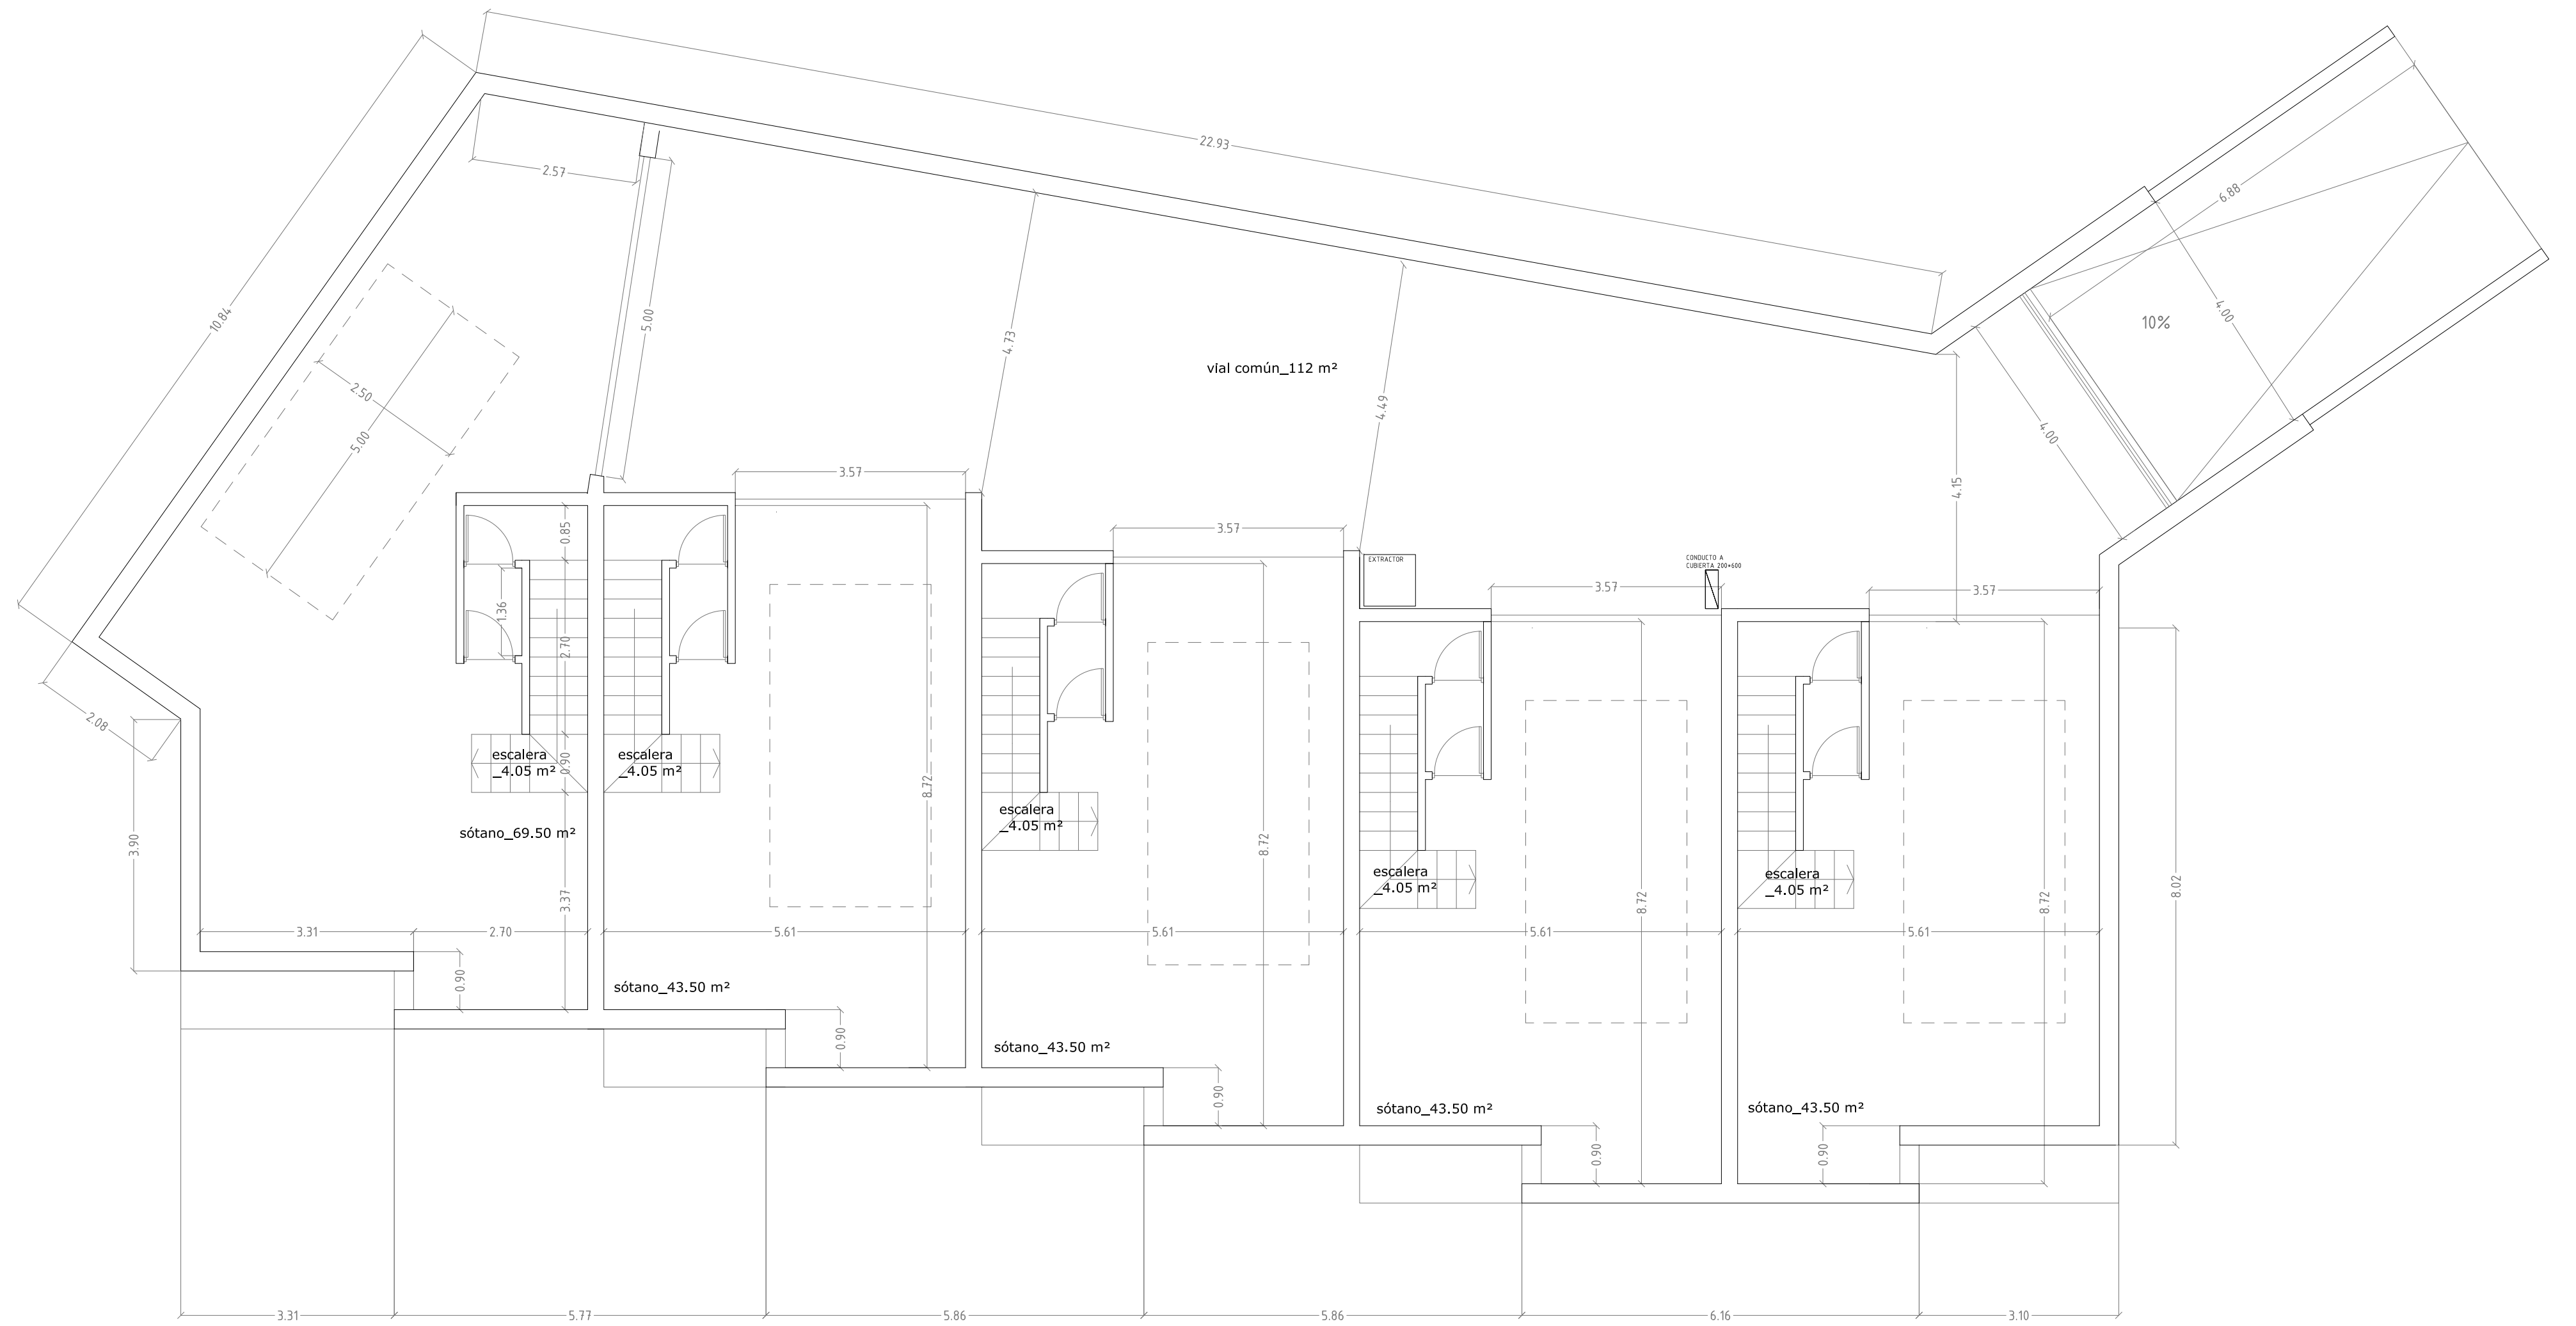 22.93
10.84
2.57
5.00
4.73
6.88
4.00
10%
vial común_112 m²
2.50
5.00
4.49
4.00
4.15
3.57
3.57
3.57
3.57
0.85
1.36
2.70
0.90
3.37
EXTRACTOR
CONDUCTO A
CUBIERTA 200*600
2.08
3.90
escalera
_4.05 m²
escalera
_4.05 m²
escalera
_4.05 m²
escalera
_4.05 m²
escalera
_4.05 m²
8.72
8.72
8.72
8.72
8.02
sótano_69.50 m²
3.31
2.70
5.61
5.61
5.61
5.61
0.90
sótano_43.50 m²
0.90
sótano_43.50 m²
0.90
sótano_43.50 m²
0.90
sótano_43.50 m²
0.90
3.31
5.77
5.86
5.86
6.16
3.10